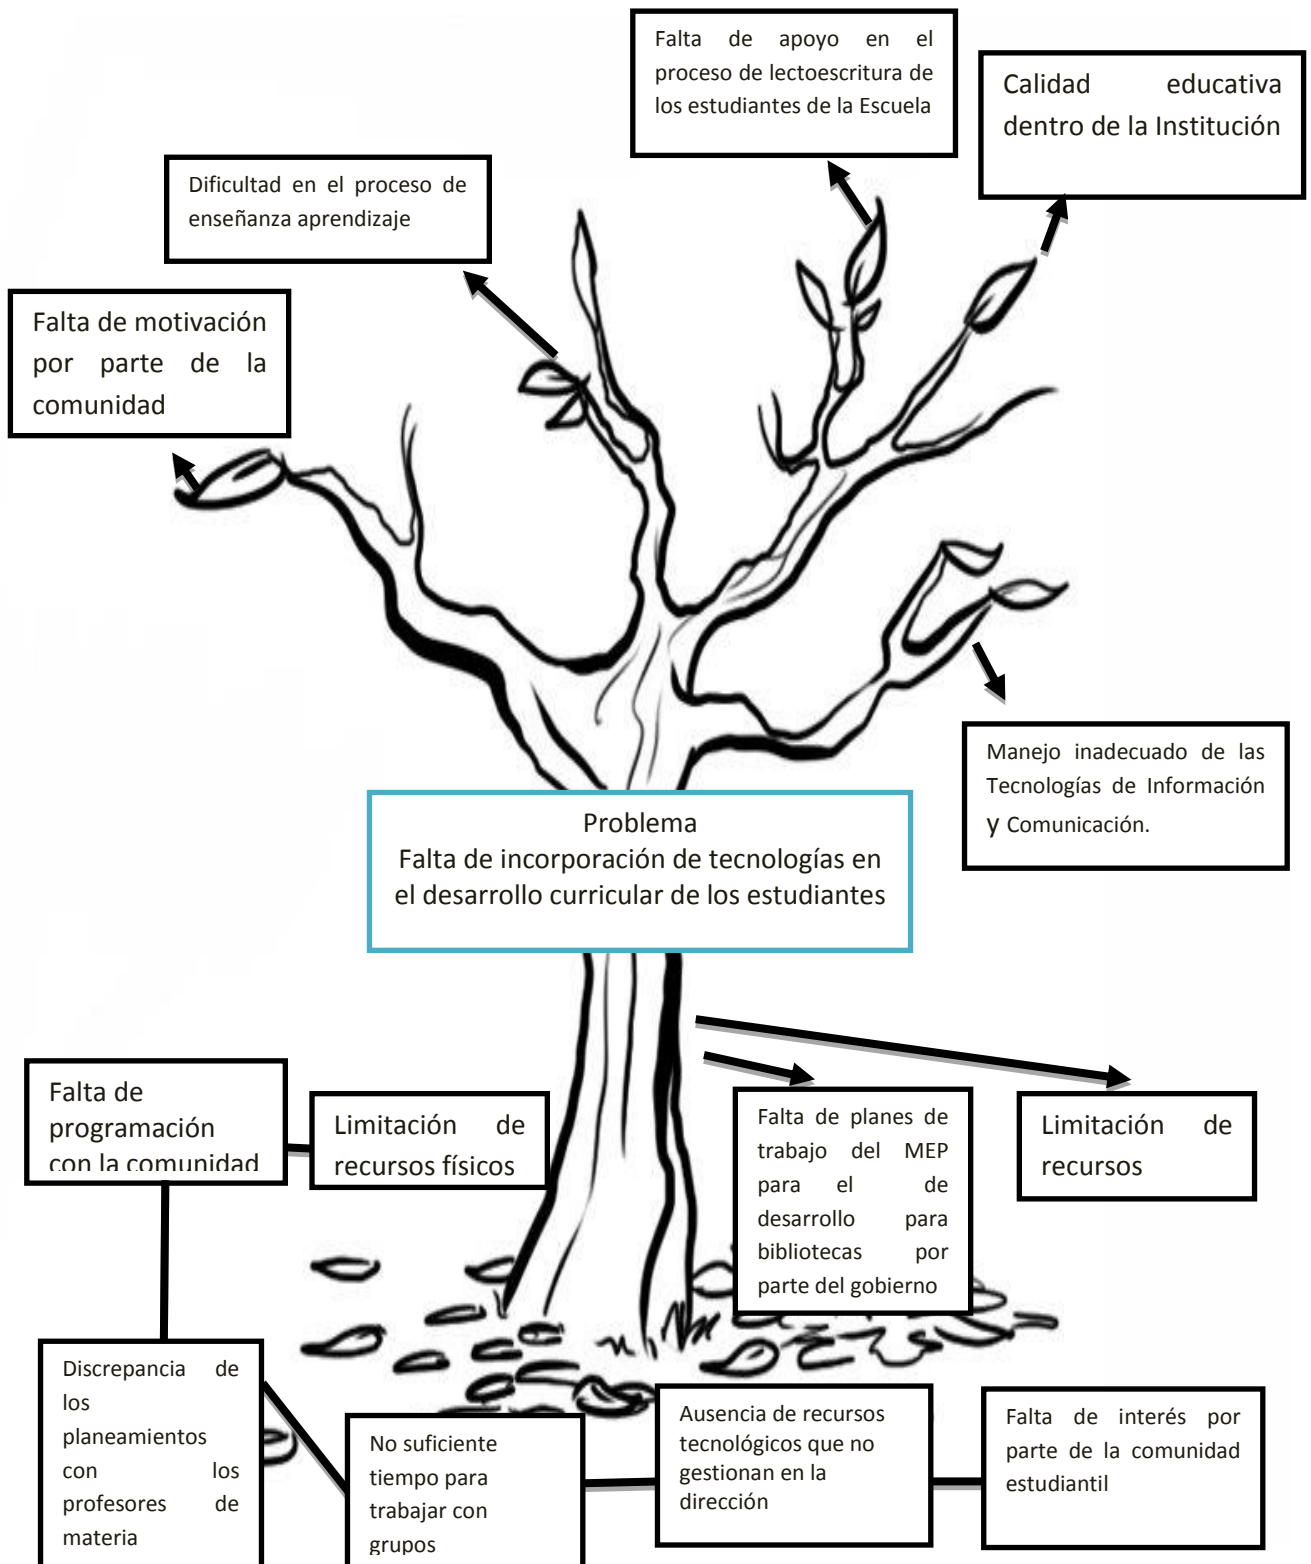 Falta de apoyo en el
proceso de lectoescritura de
los estudiantes de la Escuela
Calidad educativa
dentro de la Institución
Dificultad en el proceso de
enseñanza aprendizaje
Falta de motivación
por parte de la
comunidad
Manejo inadecuado de las
Tecnologías de Información
y Comunicación.
Problema
Falta de incorporación de tecnologías en
el desarrollo curricular de los estudiantes
Falta de
programación
con la comunidad
Limitación de
recursos físicos
Falta de planes de
trabajo del MEP
para el de
desarrollo para
bibliotecas por
parte del gobierno
Limitación de
recursos
Discrepancia de
los
planeamientos
con los
profesores de
materia
No suficiente
tiempo para
trabajar con
grupos
Ausencia de recursos
tecnológicos que no
gestionan en la
dirección
Falta de interés por
parte de la comunidad
estudiantil